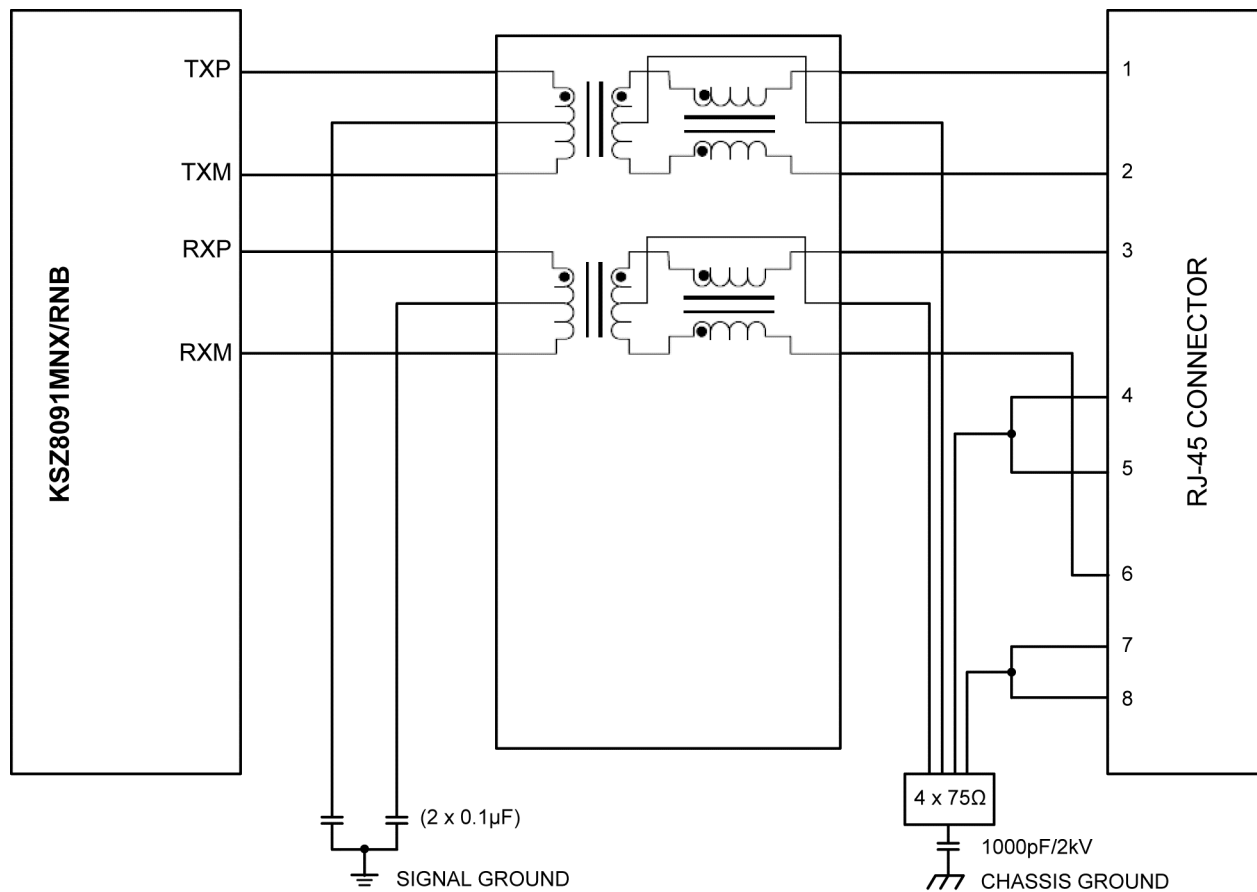 KSZ8091MNX/RNB
TXP
TXM
RXP
RXM
1
2
3
4
5
6
7
8
RJ-45 CONNECTOR
(2 x 0.1µF)
SIGNAL GROUND
4 x 75Ω
1000pF/2kV
CHASSIS GROUND